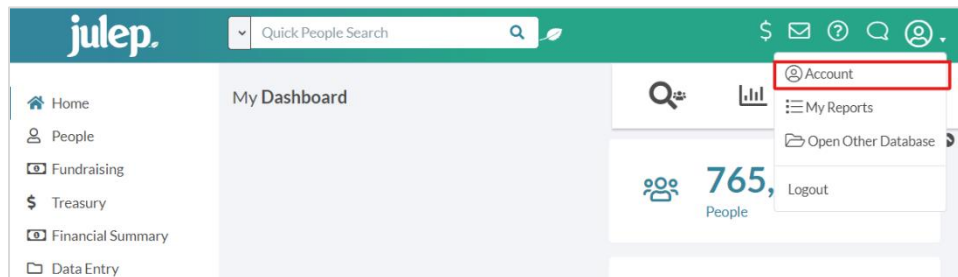 julep.
Quick People Search
$
Account
My Reports
Open Other Database
Logout
Home
People
Fundraising
$ Treasury
Financial Summary
Data Entry
My Dashboard
765,
People